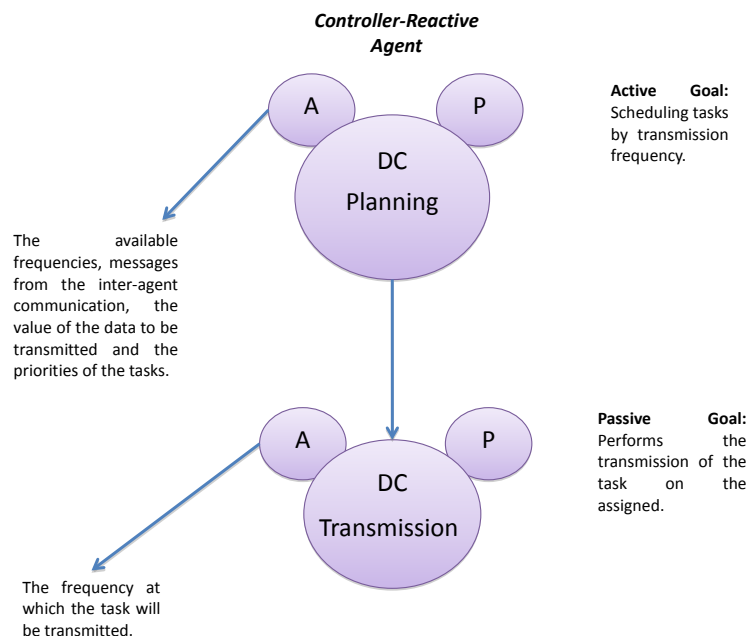 Controller-Reactive
Agent
A
P
DC
Planning
Active Goal:
Scheduling tasks
by transmission
frequency.
The available
frequencies, messages
from the inter-agent
communication, the
value of the data to be
transmitted and the
priorities of the tasks.
A
P
DC
Transmission
Passive Goal:
Performs the
transmission of the
task on the
assigned.
The frequency at
which the task will
be transmitted.